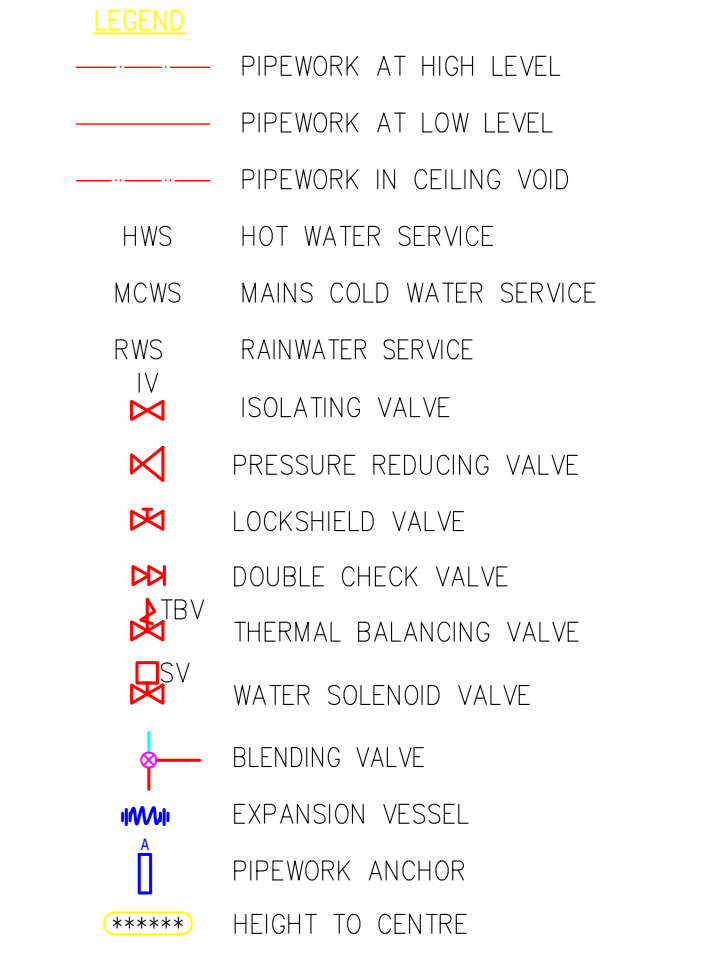 LEGEND
PIPEWORK AT HIGH LEVEL
PIPEWORK AT LOW LEVEL
PIPEWORK IN CEILING VOID
HWS HOT WATER SERVICE
MCWS MAINS COLD WATER SERVICE
RWS RAINWATER SERVICE
IV
ISOLATING VALVE
PRESSURE REDUCING VALVE
LOCKSHIELD VALVE
DOUBLE CHECK VALVE
TBV
THERMAL BALANCING VALVE
SV
WATER SOLENOID VALVE
BLENDING VALVE
EXPANSION VESSEL
A
PIPEWORK ANCHOR
****** HEIGHT TO CENTRE